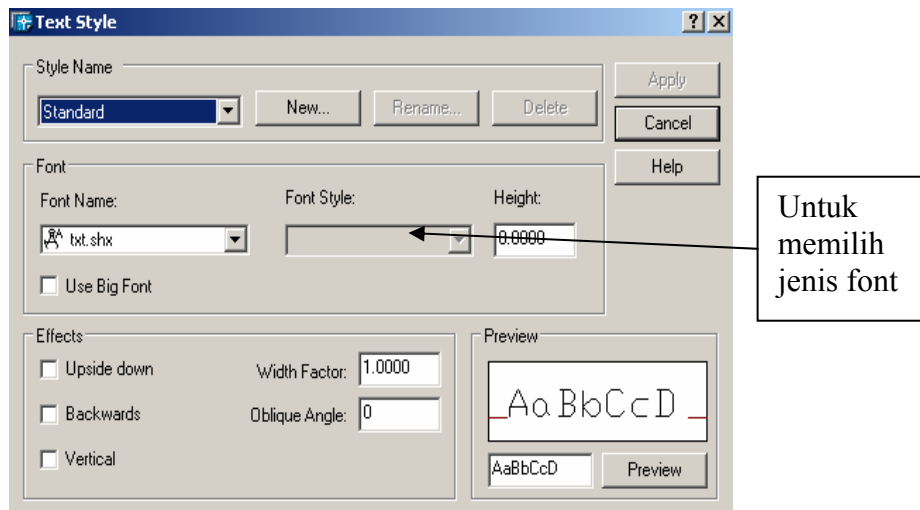 Text Style
Style Name
Standard
New...
Rename...
Delete
Apply
Cancel
Help
Font
Font Name:
Font Style:
Height:
txt.shx
0.0000
Use Big Font
Untuk
memilih
jenis font
Effects
Upside down
Width Factor: 1.0000
Backwards
Oblique Angle: 0
Vertical
Preview
AaBbCcD
AaBbCcD
Preview